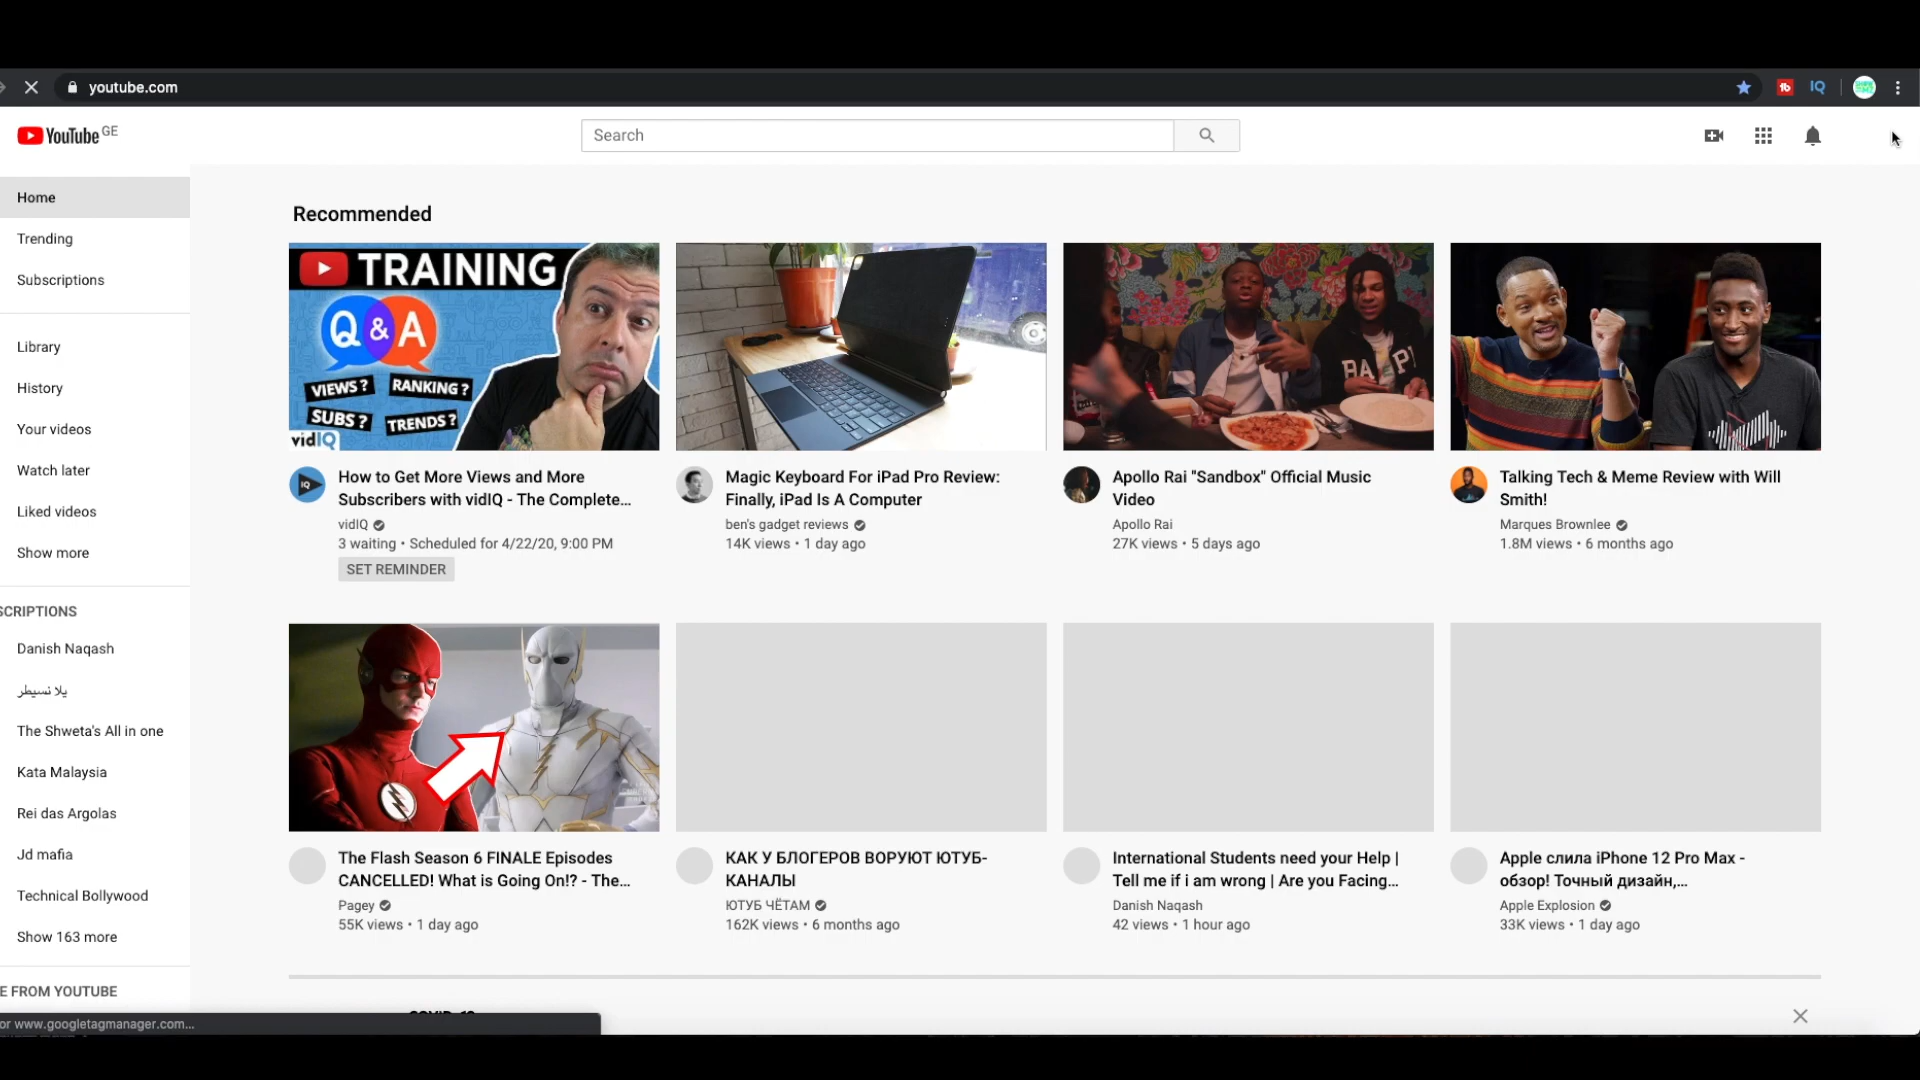 youtube.com
IQ
YouTube GE
Search
Home
Trending
Subscriptions
Library
History
Your videos
Watch later
Liked videos
Show more
SCRIPTIONS
Danish Naqash
يلا نسيطر
The Shweta's All in one
Kata Malaysia
Rei das Argolas
Jd mafia
Technical Bollywood
Show 163 more
E FROM YOUTUBE
or www.googletagmanager.com...
Recommended
TRAINING
Q & A
VIEWS ?
RANKING ?
SUBS ?
TRENDS ?
vidIQ
How to Get More Views and More
Subscribers with vidIQ - The Complete...
vidIQ
3 waiting • Scheduled for 4/22/20, 9:00 PM
SET REMINDER
Magic Keyboard For iPad Pro Review:
Finally, iPad Is A Computer
ben's gadget reviews
14K views • 1 day ago
Apollo Rai "Sandbox" Official Music
Video
Apollo Rai
27K views • 5 days ago
Talking Tech & Meme Review with Will
Smith!
Marques Brownlee
1.8M views • 6 months ago
The Flash Season 6 FINALE Episodes
CANCELLED! What is Going On!? - The...
Pagey
55K views • 1 day ago
КАК У БЛОГЕРОВ ВОРУЮТ ЮТУБ-
КАНАЛЫ
ЮТУБ ЧЁТАМ
162K views • 6 months ago
International Students need your Help |
Tell me if i am wrong | Are you Facing...
Danish Naqash
42 views • 1 hour ago
Apple слила iPhone 12 Pro Max -
обзор! Точный дизайн,...
Apple Explosion
33K views • 1 day ago